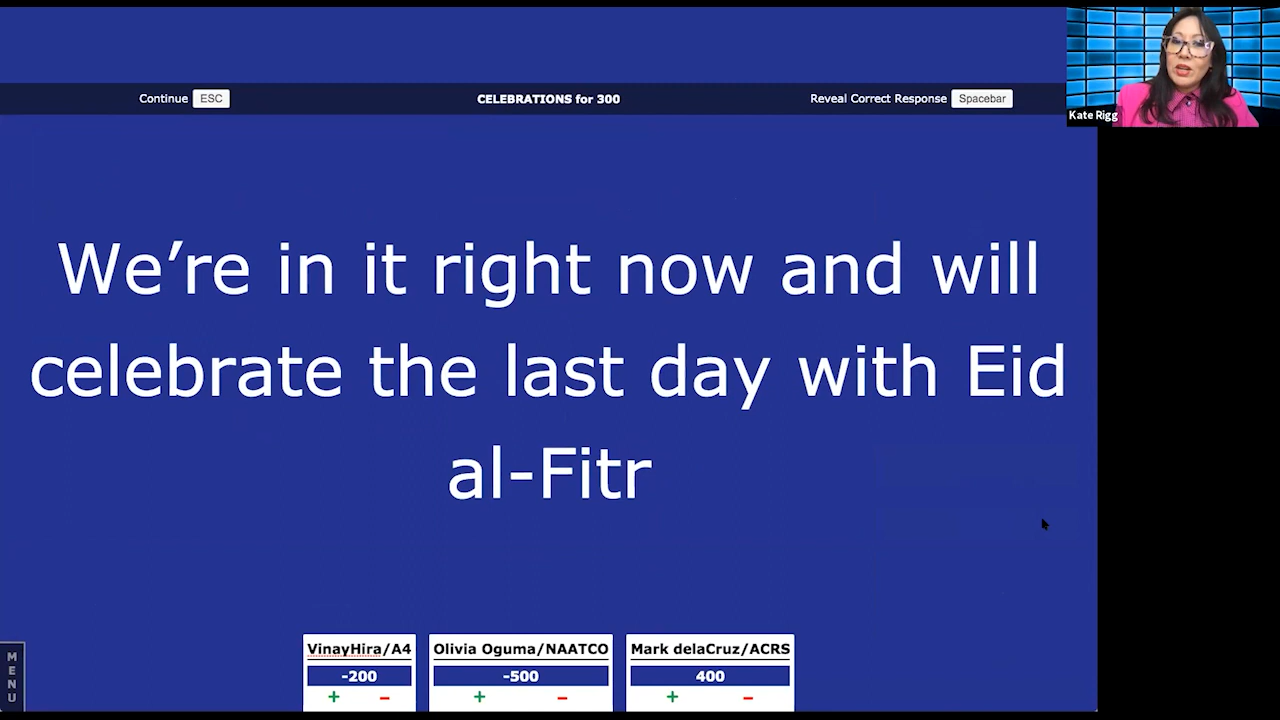 Continue ESC CELEBRATIONS for 300 Reveal Correct Response Spacebar
Kate Rigg
We’re in it right now and will
celebrate the last day with Eid
al-Fitr
MENU
VinayHira/A4 Olivia Oguma/NAATCO Mark delaCruz/ACRS
-200 -500 400
+ − + − + −